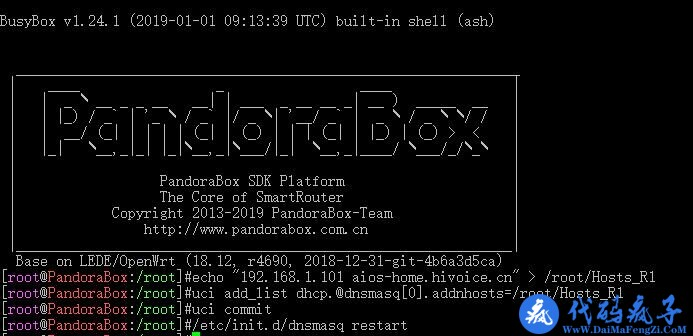 BusyBox v1.24.1 (2019-01-01 09:13:39 UTC) built-in shell (ash)
PandoraBox
PandoraBox SDK Platform
The Core of SmartRouter
Copyright 2013-2019 PandoraBox-Team
http://www.pandorabox.com.cn
Base on LEDE/OpenWrt (18.12, r4690, 2018-12-31-git-4b6a3d5ca)
[root@PandoraBox:/root]#echo "192.168.1.101 aios-home.hivoice.cn" > /root/Hosts_R1
[root@PandoraBox:/root]#uci add_list dhcp.@dnsmasq[0].addnhosts=/root/Hosts_R1
[root@PandoraBox:/root]#uci commit
[root@PandoraBox:/root]#/etc/init.d/dnsmasq restart
疯 代码疯子
www.DaiMaFengZi.Com